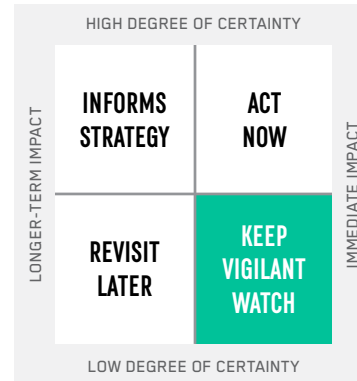 HIGH DEGREE OF CERTAINTY
LONGER-TERM IMPACT
INFORMS
STRATEGY
ACT
NOW
IMMEDIATE IMPACT
REVISIT
LATER
KEEP
VIGILANT
WATCH
LOW DEGREE OF CERTAINTY